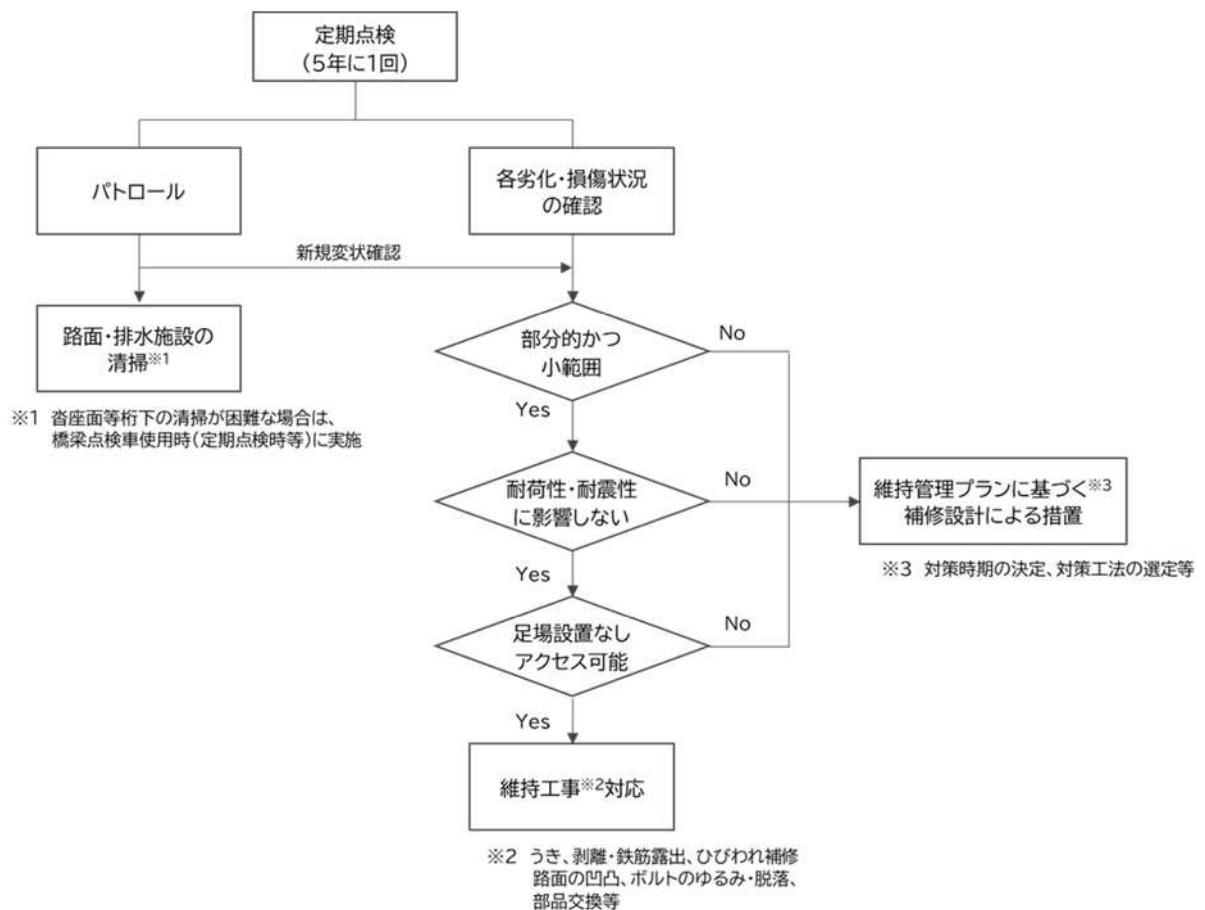 定期点検
(5年に1回)
パトロール
各劣化・損傷状況
の確認
新規変状確認
路面・排水施設の
清掃※1
※1 沓座面等桁下の清掃が困難な場合は、
橋梁点検車使用時(定期点検時等)に実施
部分的かつ
小範囲
No
Yes
耐荷性・耐震性
に影響しない
No
維持管理プランに基づく※3
補修設計による措置
※3 対策時期の決定、対策工法の選定等
Yes
足場設置なし
アクセス可能
No
Yes
維持工事※2対応
※2 うき、剥離・鉄筋露出、ひびわれ補修
路面の凹凸、ボルトのゆるみ・脱落、
部品交換等